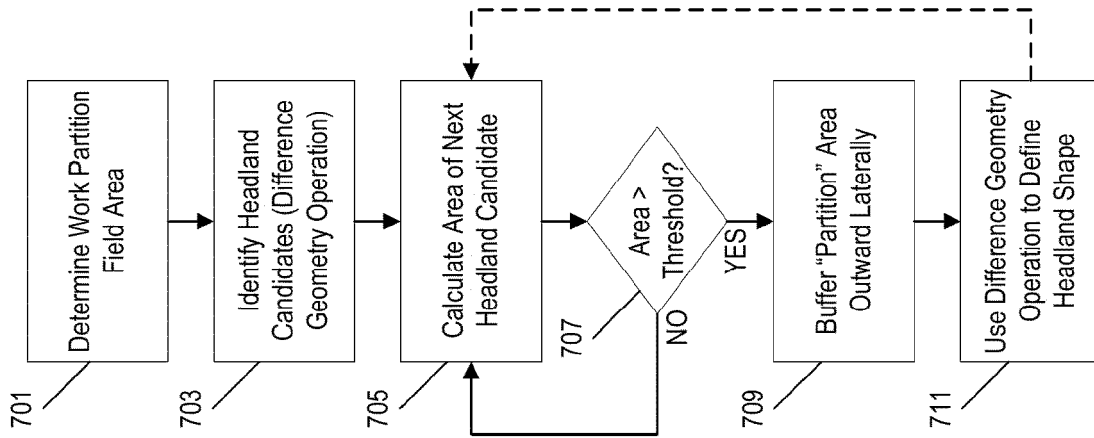 701
Determine Work Partition
Field Area
703
Identify Headland
Candidates (Difference
Geometry Operation)
705
Calculate Area of Next
Headland Candidate
707
Area >
Threshold?
NO
YES
709
Buffer “Partition” Area
Outward Laterally
711
Use Difference Geometry
Operation to Define
Headland Shape